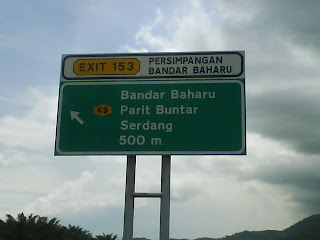 EXIT 153 PERSIMPANGAN
BANDAR BAHARU
Bandar Baharu
K9 Parit Buntar
Serdang
500 m